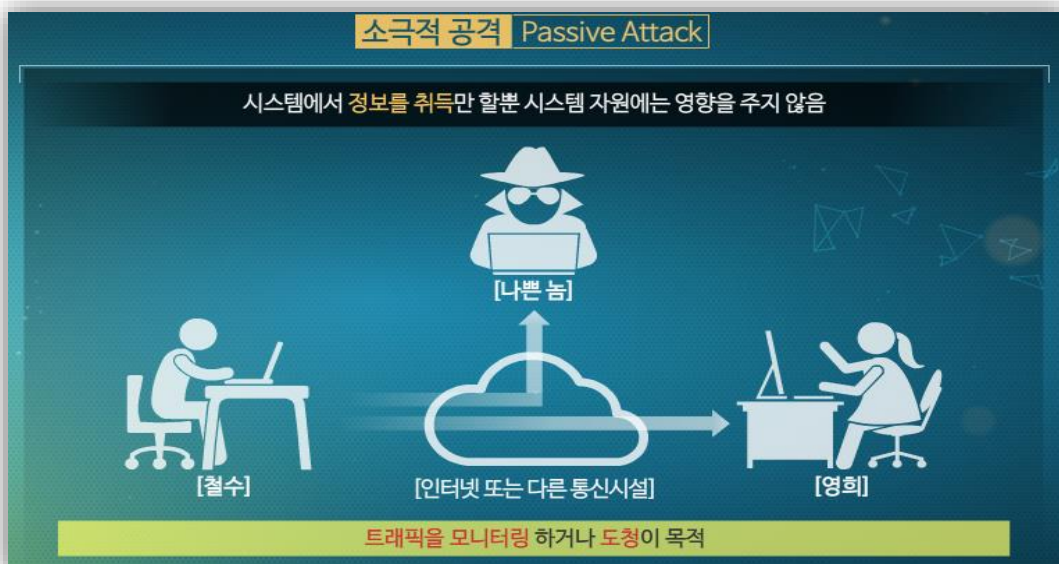 소극적 공격 Passive Attack
시스템에서 정보를 취득만 할뿐 시스템 자원에는 영향을 주지 않음
[나쁜 놈]
[철수]
[인터넷 또는 다른 통신시설]
[영희]
트래픽을 모니터링 하거나 도청이 목적